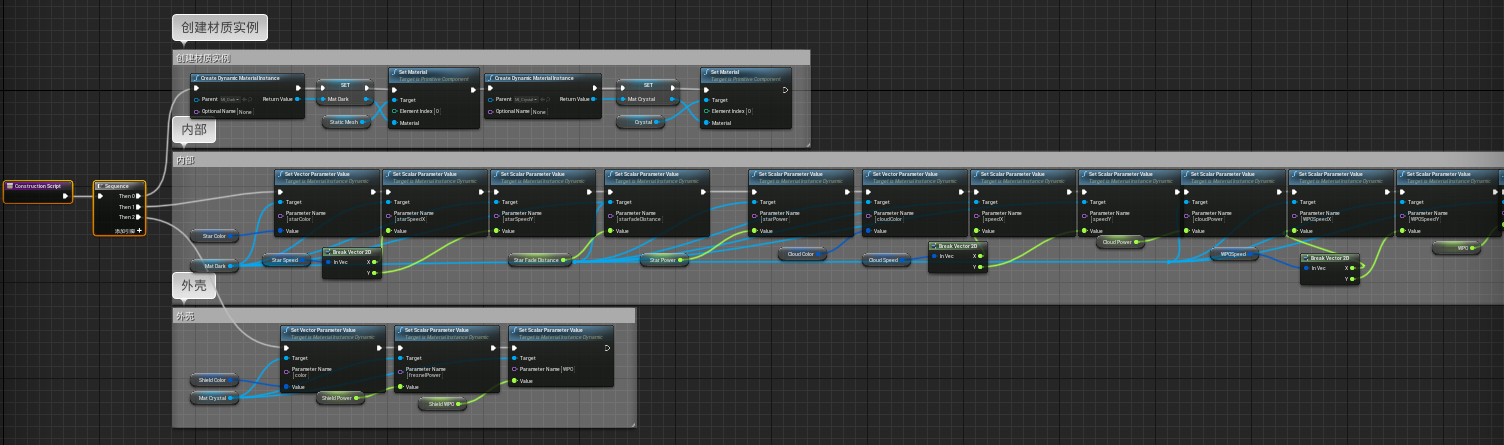 创建材质实例
创建材质实例
Create Dynamic Material Instance
Parent
Return Value
Optional Name
None
SET
Mat Dark
Static Mesh
Set Material
Target is Primitive Component
Target
Element Index 0
Material
Create Dynamic Material Instance
Parent
Return Value
Optional Name
None
SET
Mat Crystal
Crystal
Set Material
Target is Primitive Component
Target
Element Index 0
Material
内部
内部
Construction Script
Sequence
Then 0
Then 1
Then 2
添加引脚
Set Vector Parameter Value
Target is Material Instance Dynamic
Target
Parameter Name
starColor
Value
Set Scalar Parameter Value
Target is Material Instance Dynamic
Target
Parameter Name
starSpeedX
Value
Set Scalar Parameter Value
Target is Material Instance Dynamic
Target
Parameter Name
starSpeedY
Value
Set Scalar Parameter Value
Target is Material Instance Dynamic
Target
Parameter Name
starfadeDistance
Value
Set Scalar Parameter Value
Target is Material Instance Dynamic
Target
Parameter Name
starPower
Value
Set Vector Parameter Value
Target is Material Instance Dynamic
Target
Parameter Name
cloudColor
Value
Set Scalar Parameter Value
Target is Material Instance Dynamic
Target
Parameter Name
speedX
Value
Set Scalar Parameter Value
Target is Material Instance Dynamic
Target
Parameter Name
speedY
Value
Set Scalar Parameter Value
Target is Material Instance Dynamic
Target
Parameter Name
cloudPower
Value
Set Scalar Parameter Value
Target is Material Instance Dynamic
Target
Parameter Name
WPOSpeedX
Value
Set Scalar Parameter Value
Target is Material Instance Dynamic
Target
Parameter Name
WPOSpeedY
Value
Star Color
Mat Dark
Star Speed
Break Vector 2D
In Vec
X
Y
Star Fade Distance
Star Power
Cloud Color
Cloud Speed
Break Vector 2D
In Vec
X
Y
Cloud Power
WPOSpeed
Break Vector 2D
In Vec
X
Y
WPO
外壳
外壳
Set Vector Parameter Value
Target is Material Instance Dynamic
Target
Parameter Name
color
Value
Set Scalar Parameter Value
Target is Material Instance Dynamic
Target
Parameter Name
fresnelPower
Value
Set Scalar Parameter Value
Target is Material Instance Dynamic
Target
Parameter Name WPO
Value
Shield Color
Mat Crystal
Shield Power
Shield WPO